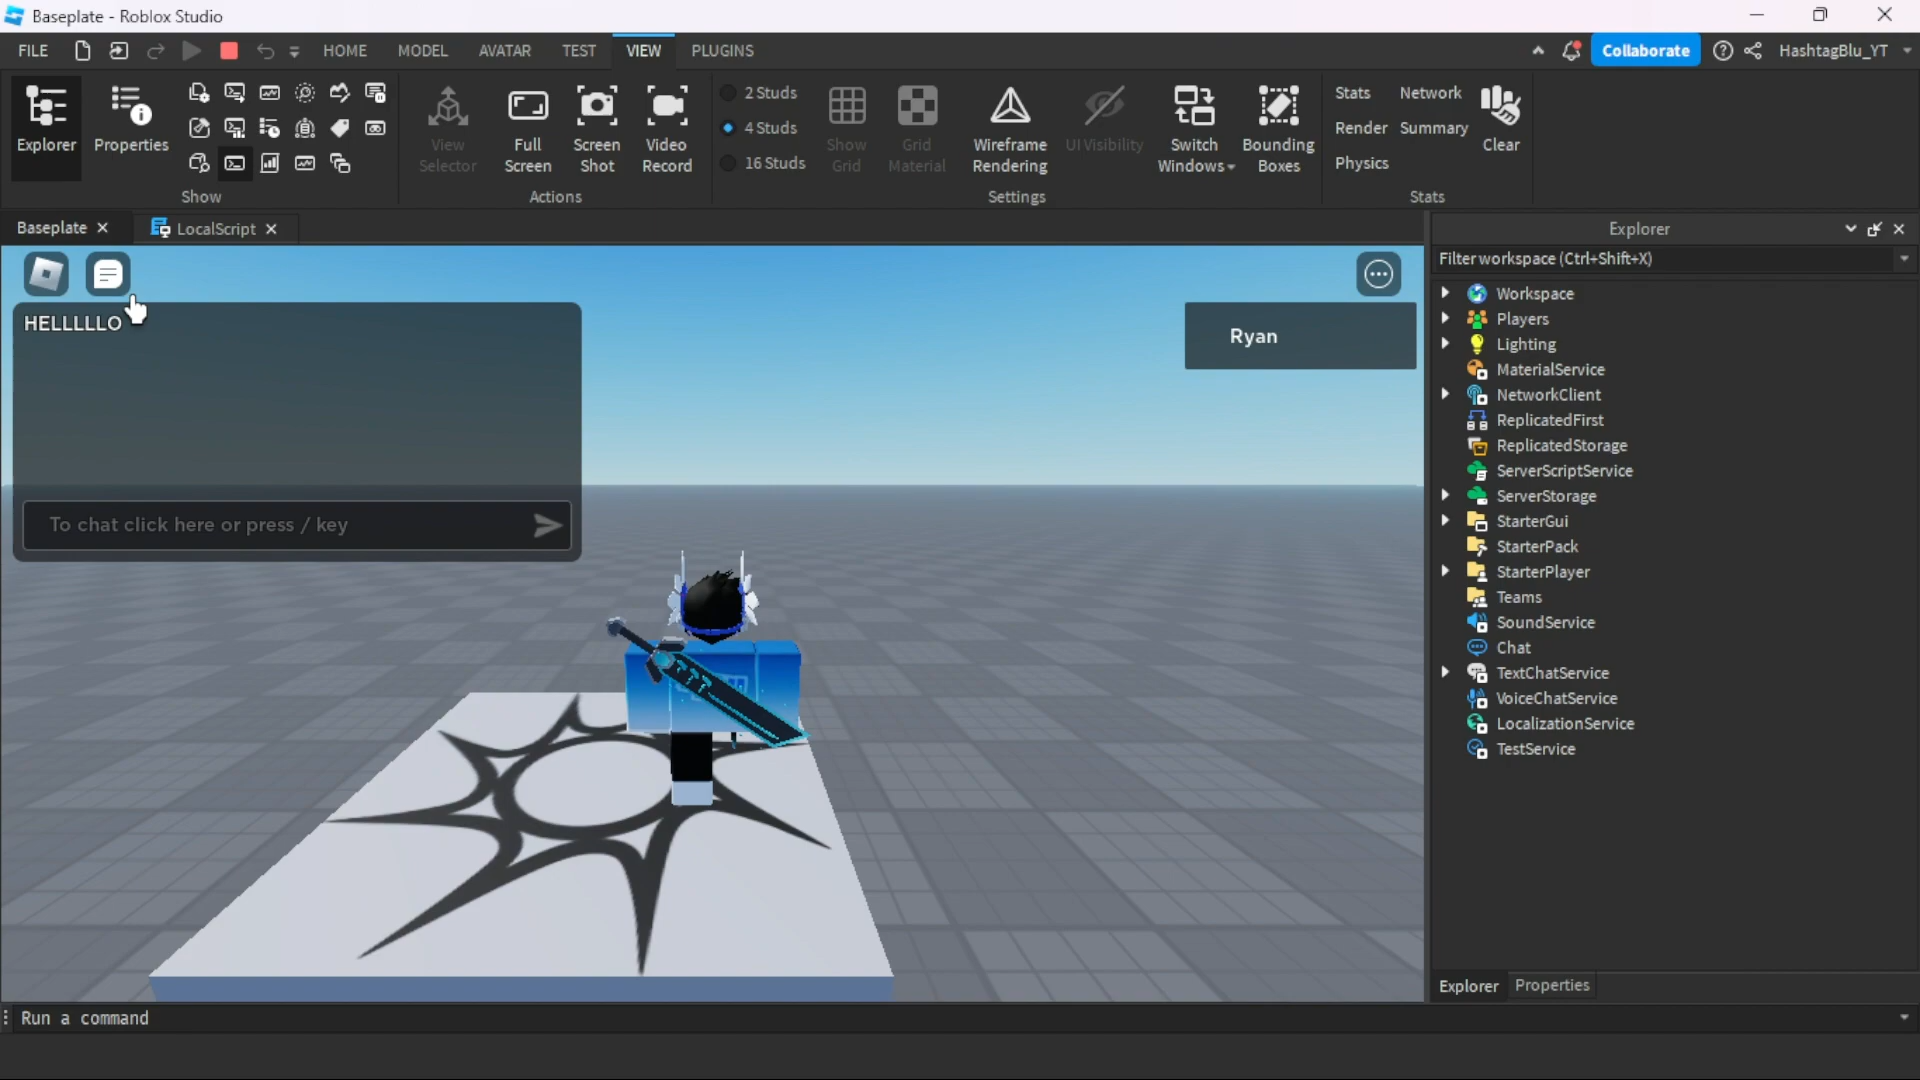 Baseplate - Roblox Studio
FILE
HOME
MODEL
AVATAR
TEST
VIEW
PLUGINS
Collaborate
HashtagBlu_YT
Explorer
Properties
Show
View
Selector
Full
Screen
Screen
Shot
Video
Record
Actions
2 Studs
4 Studs
16 Studs
Show
Grid
Grid
Material
Wireframe
Rendering
UI Visibility
Switch
Windows
Bounding
Boxes
Settings
Stats
Network
Render
Summary
Physics
Clear
Stats
Baseplate
LocalScript
HELLLLLO
To chat click here or press / key
Ryan
Explorer
Filter workspace (Ctrl+Shift+X)
Workspace
Players
Lighting
MaterialService
NetworkClient
ReplicatedFirst
ReplicatedStorage
ServerScriptService
ServerStorage
StarterGui
StarterPack
StarterPlayer
Teams
SoundService
Chat
TextChatService
VoiceChatService
LocalizationService
TestService
Explorer
Properties
Run a command